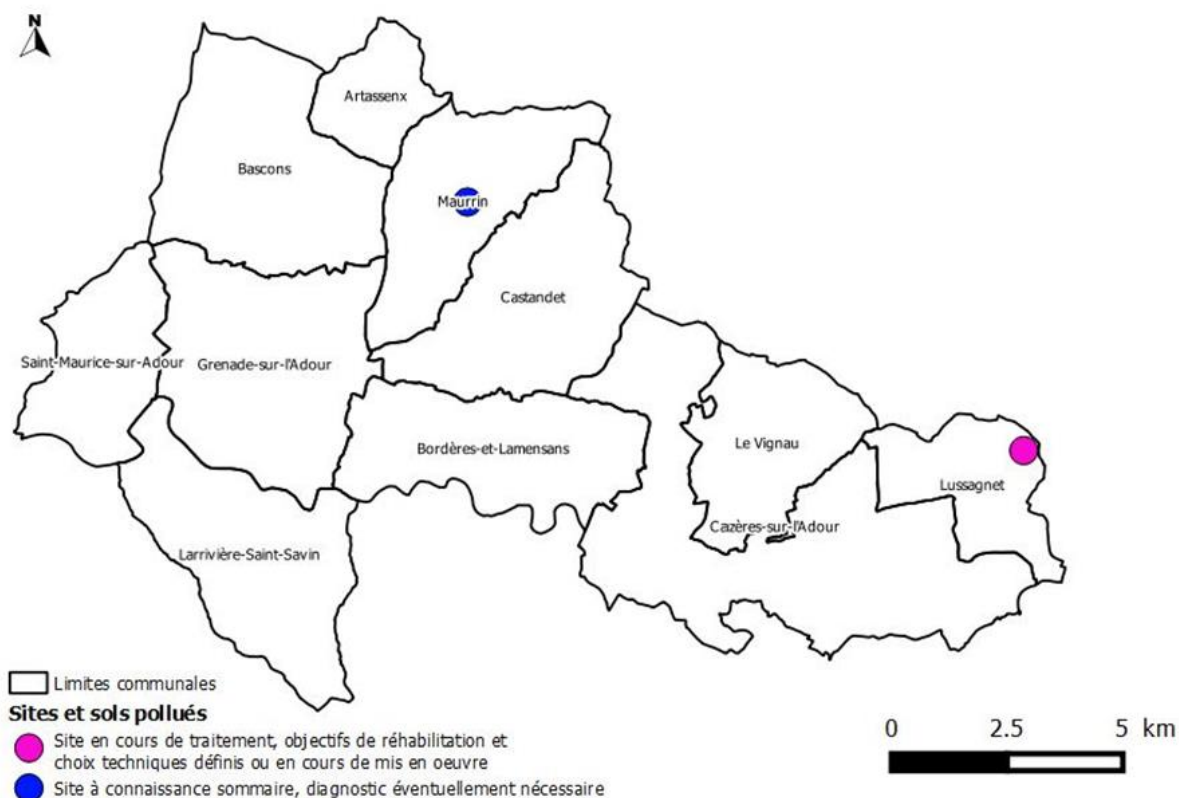 N
Artassenx
Bascons
Maurrin
Castandet
Saint-Maurice-sur-Adour
Grenade-sur-l'Adour
Bordères-et-Lamensans
Le Vignau
Lussagnet
Cazères-sur-l'Adour
Larrivière-Saint-Savin
Limites communales
Sites et sols pollués
Site en cours de traitement, objectifs de réhabilitation et
choix techniques définis ou en cours de mis en oeuvre
Site à connaissance sommaire, diagnostic éventuellement nécessaire
0 2.5 5 km